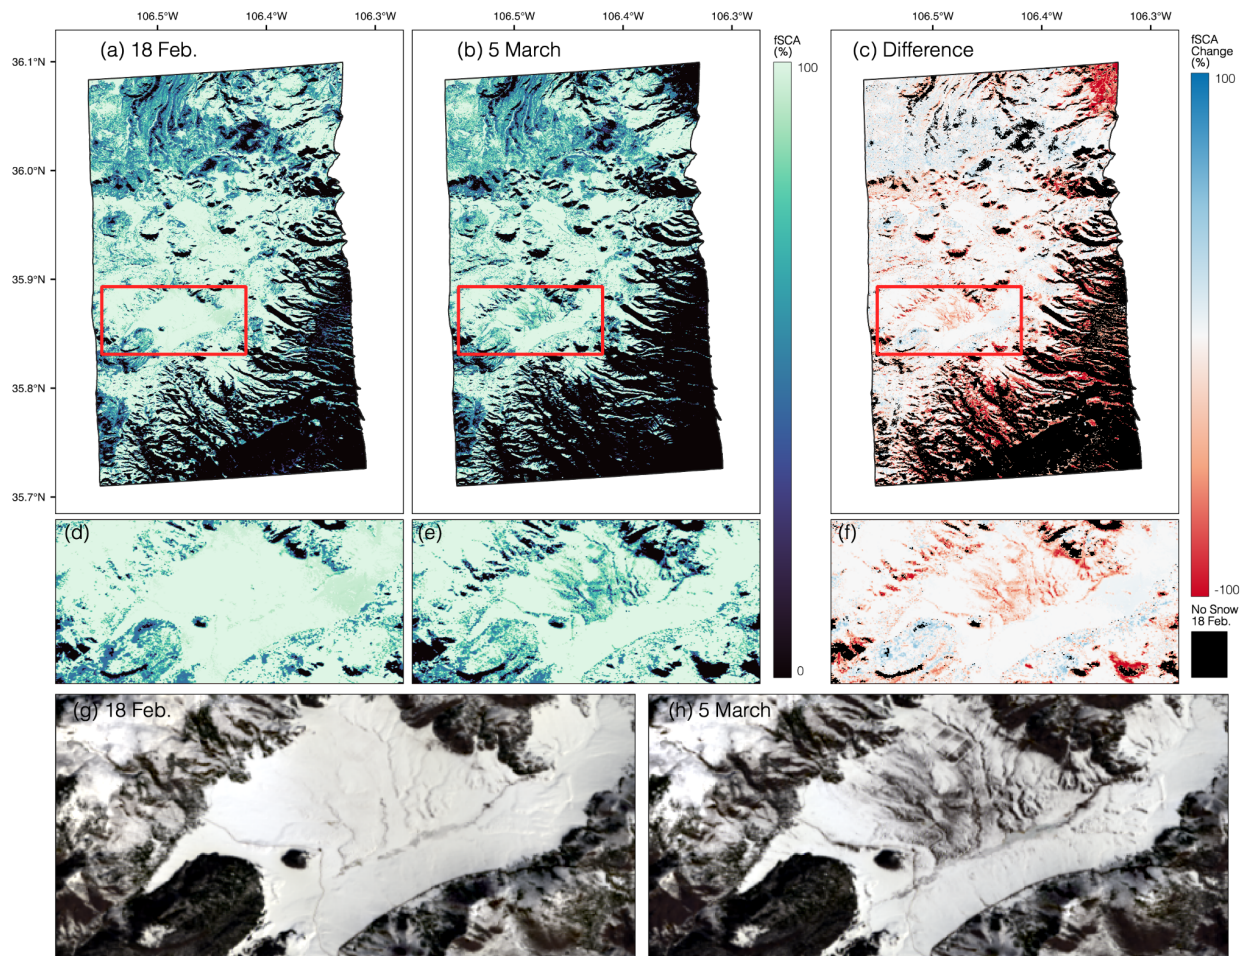 106.5°W 106.4°W 106.3°W
106.5°W 106.4°W 106.3°W
106.5°W 106.4°W 106.3°W
(a) 18 Feb.
(b) 5 March
(c) Difference
fSCA
(%)
100
0
fSCA
Change
(%)
100
-100
No Snow
18 Feb.
36.1°N
36.0°N
35.9°N
35.8°N
35.7°N
(d)
(e)
(f)
(g) 18 Feb.
(h) 5 March